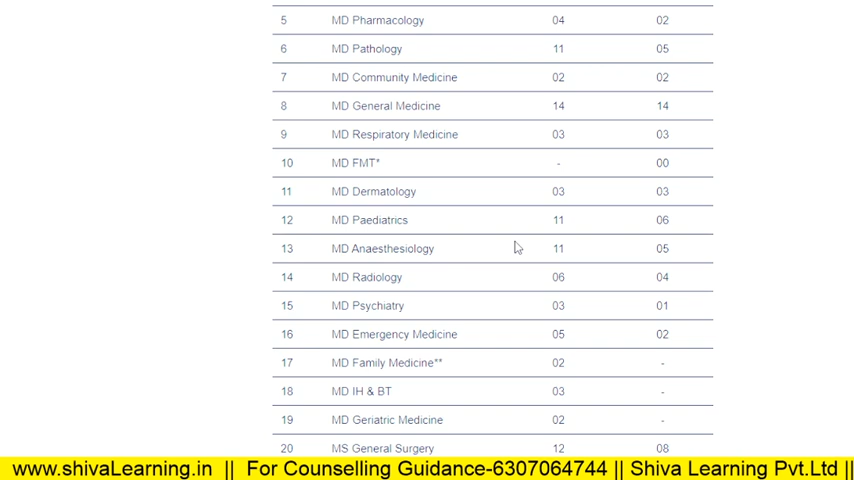 5 MD Pharmacology 04 02
6 MD Pathology 11 05
7 MD Community Medicine 02 02
8 MD General Medicine 14 14
9 MD Respiratory Medicine 03 03
10 MD FMT* - 00
11 MD Dermatology 03 03
12 MD Paediatrics 11 06
13 MD Anaesthesiology 11 05
14 MD Radiology 06 04
15 MD Psychiatry 03 01
16 MD Emergency Medicine 05 02
17 MD Family Medicine** 02 -
18 MD IH & BT 03 -
19 MD Geriatric Medicine 02 -
20 MS General Surgery 12 08
www.shivaLearning.in || For Counselling Guidance-6307064744 || Shiva Learning Pvt.Ltd ||